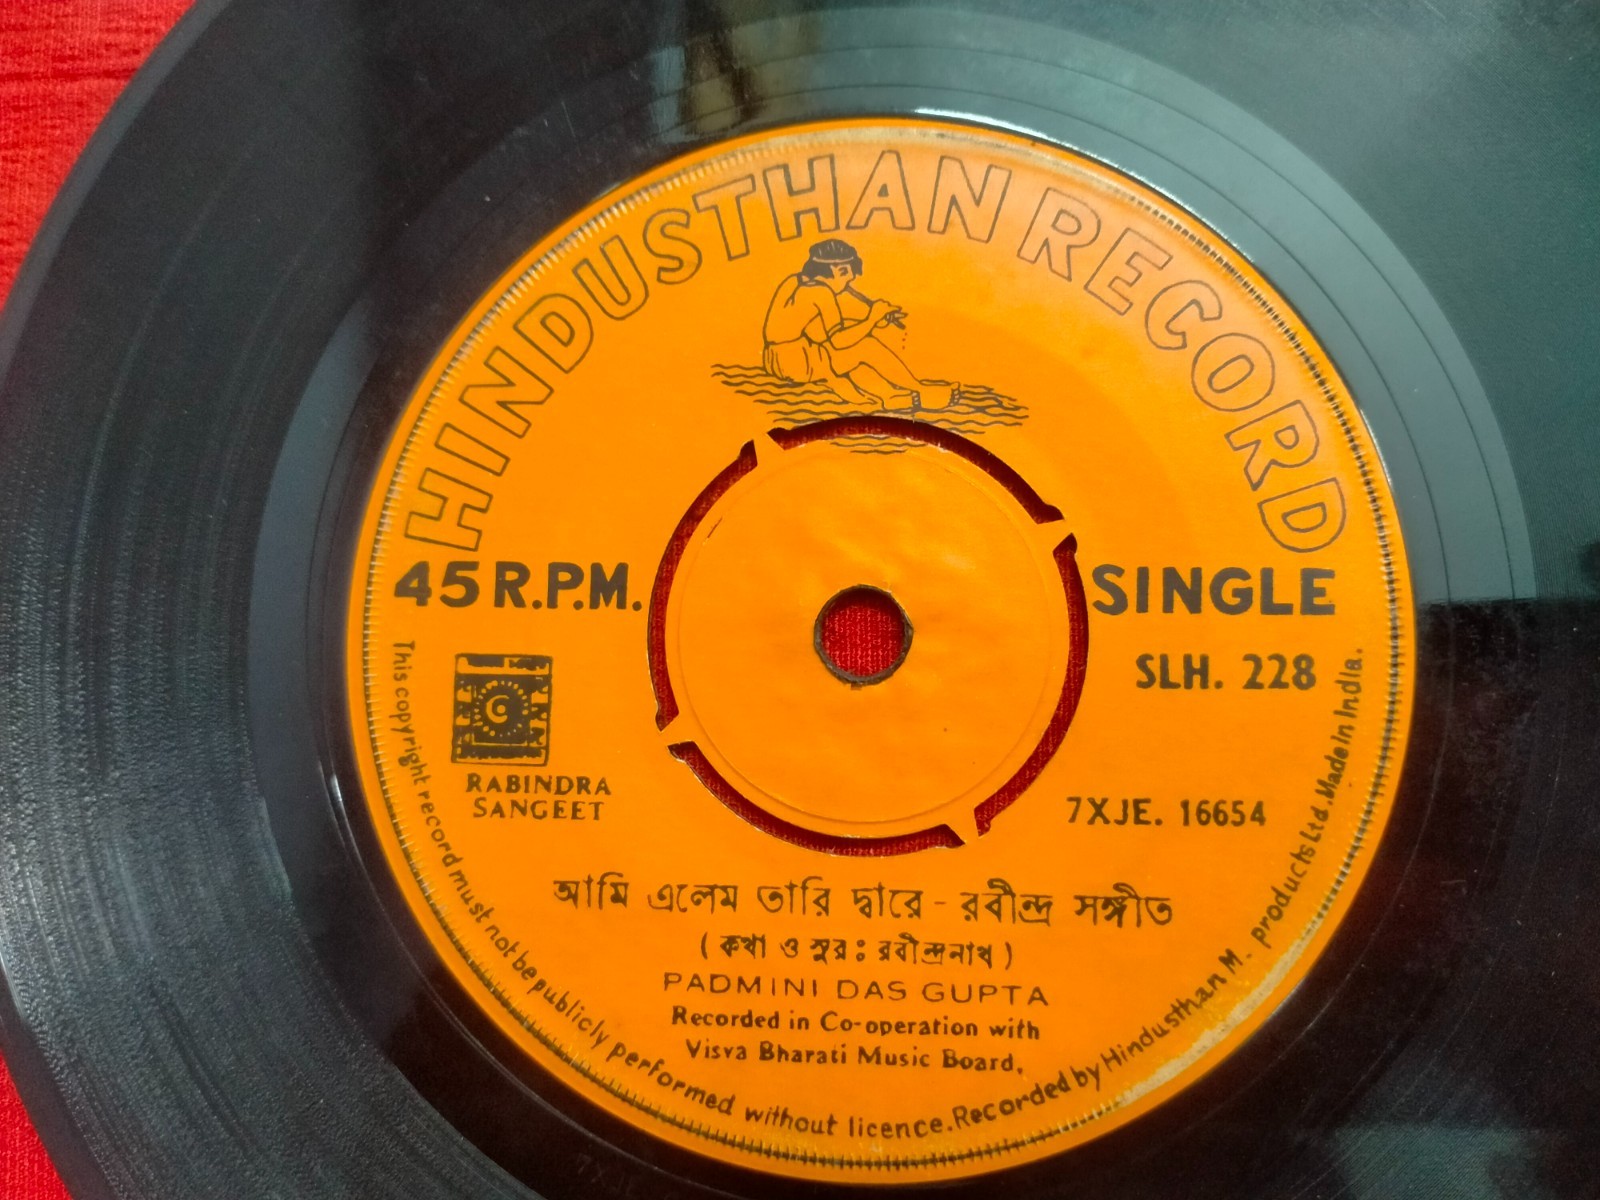 HINDUSTHAN RECORD
45 R.P.M.
SINGLE
SLH. 228
G
RABINDRA
SANGEET
7XJE. 16654
আমি এলেম তারি দ্বারে - রবীন্দ্র সঙ্গীত
( কথা ও সুর : রবীন্দ্রনাথ )
PADMINI DAS GUPTA
Recorded in Co-operation with
Visva Bharati Music Board.
This copyright record must not be publicly performed without licence. Recorded by Hindusthan M. products Ltd. Made in India.